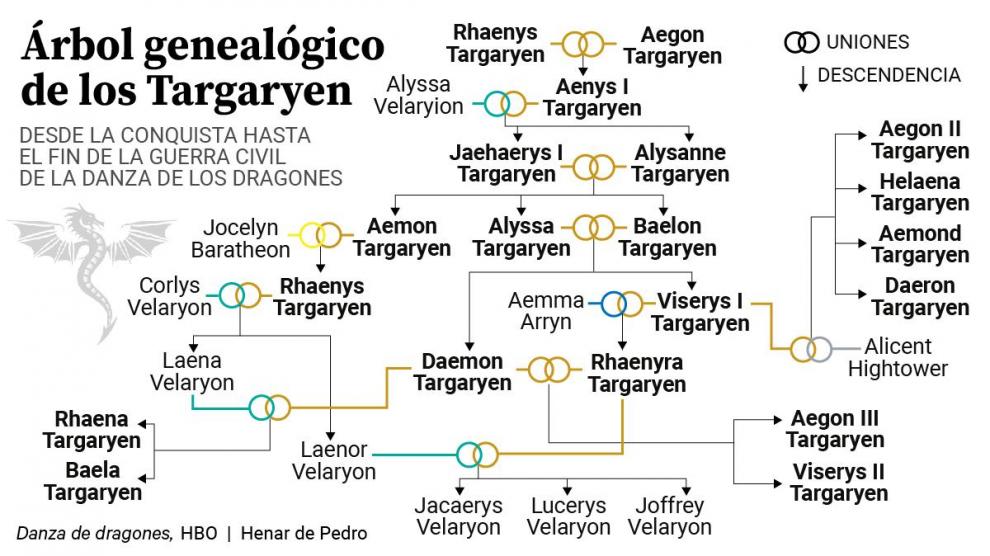 Árbol genealógico
de los Targaryen
DESDE LA CONQUISTA HASTA
EL FIN DE LA GUERRA CIVIL
DE LA DANZA DE LOS DRAGONES
UNIONES
DESCENDENCIA
Rhaenys
Targaryen
Aegon
Targaryen
Alyssa
Velaryion
Aenys I
Targaryen
Jaehaerys I
Targaryen
Alysanne
Targaryen
Jocelyn
Baratheon
Aemon
Targaryen
Alyssa
Targaryen
Baelon
Targaryen
Corlys
Velaryon
Rhaenys
Targaryen
Aemma
Arryn
Viserys I
Targaryen
Aegon II
Targaryen
Helaena
Targaryen
Aemond
Targaryen
Daeron
Targaryen
Alicent
Hightower
Laena
Velaryon
Daemon
Targaryen
Rhaenyra
Targaryen
Rhaena
Targaryen
Baela
Targaryen
Laenor
Velaryon
Aegon III
Targaryen
Viserys II
Targaryen
Jacaerys
Velaryon
Lucerys
Velaryon
Joffrey
Velaryon
Danza de dragones, HBO | Henar de Pedro